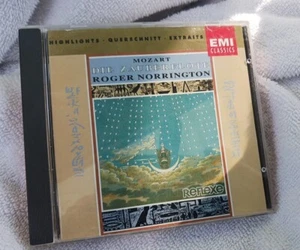 HIGHLIGHTS · QUERSCHNITT · EXTRAITS
EMI
CLASSICS
MOZART
DIE ZAUBERFLÖTE
ROGER NORRINGTON
REFLEXE